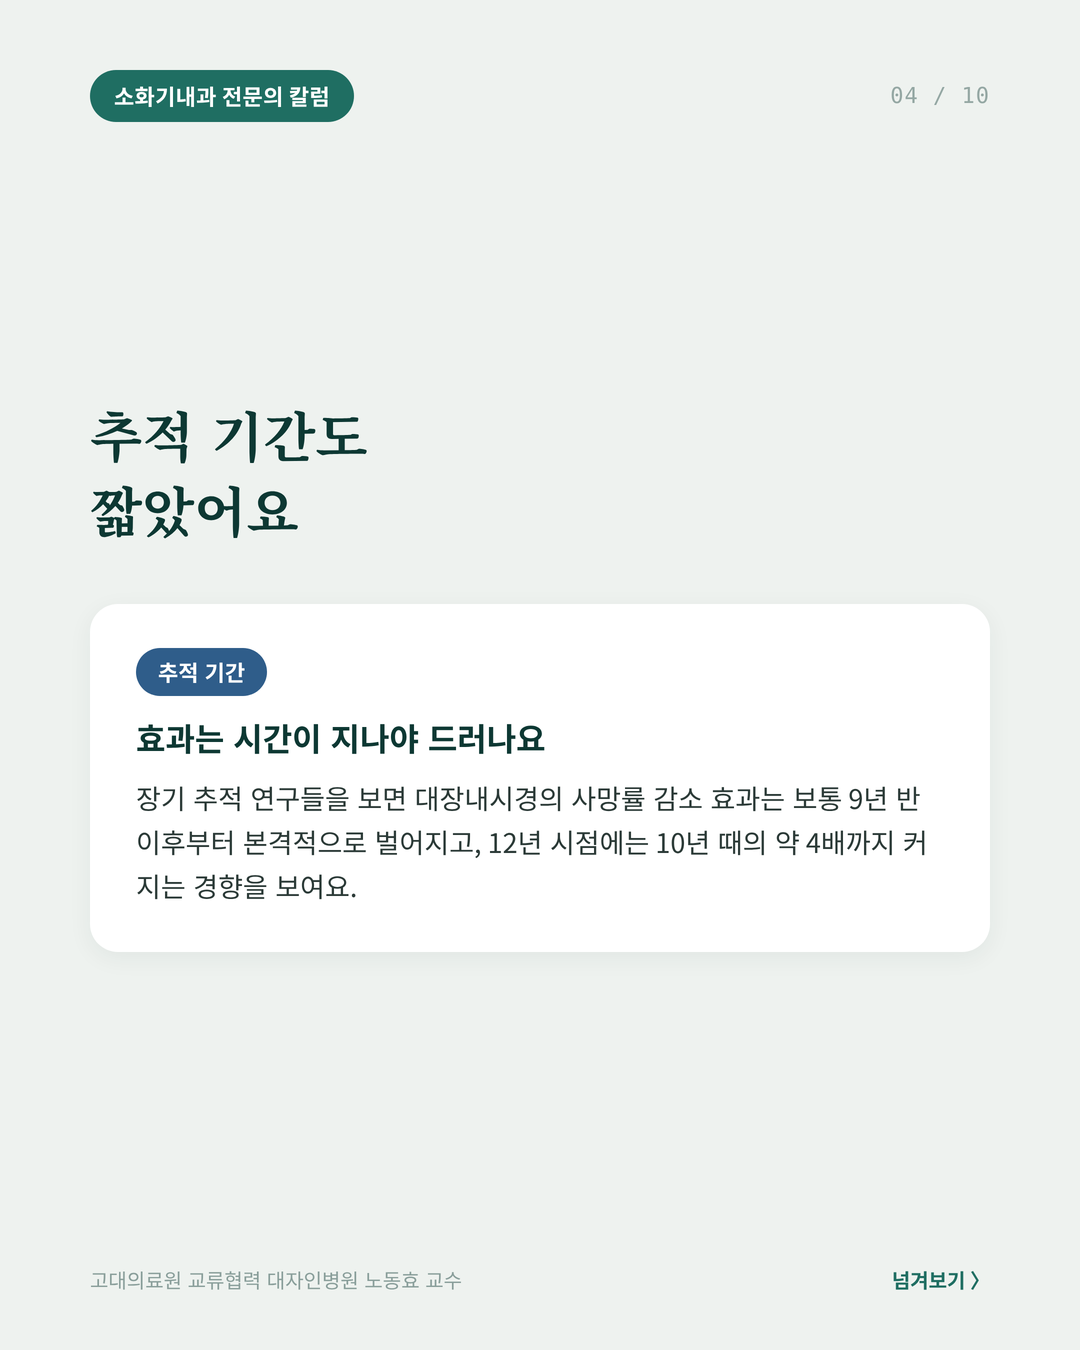 소화기내과 전문의 칼럼
04 / 10
추적 기간도
짧았어요
추적 기간
효과는 시간이 지나야 드러나요
장기 추적 연구들을 보면 대장내시경의 사망률 감소 효과는 보통 9년 반
이후부터 본격적으로 벌어지고, 12년 시점에는 10년 때의 약 4배까지 커
지는 경향을 보여요.
고대의료원 교류협력 대자인병원 노동효 교수
넘겨보기 〉